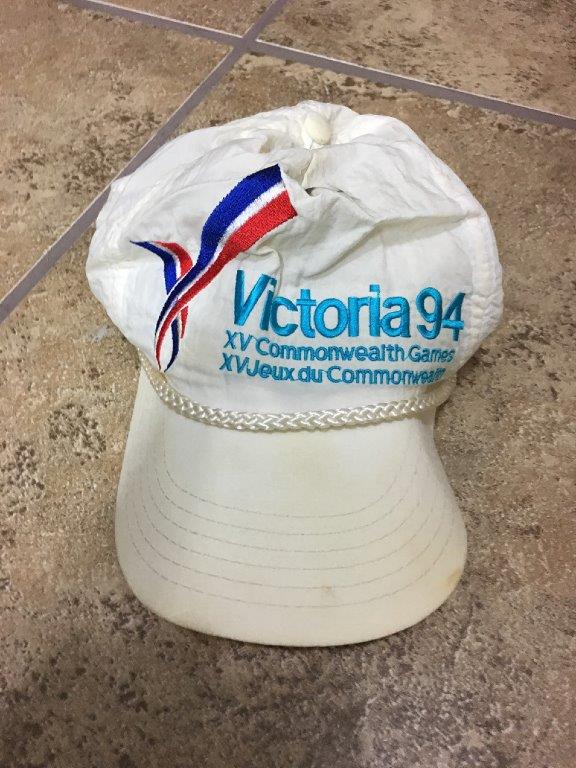 Victoria 94
XV Commonwealth Games
XV Jeux du Commonwealth